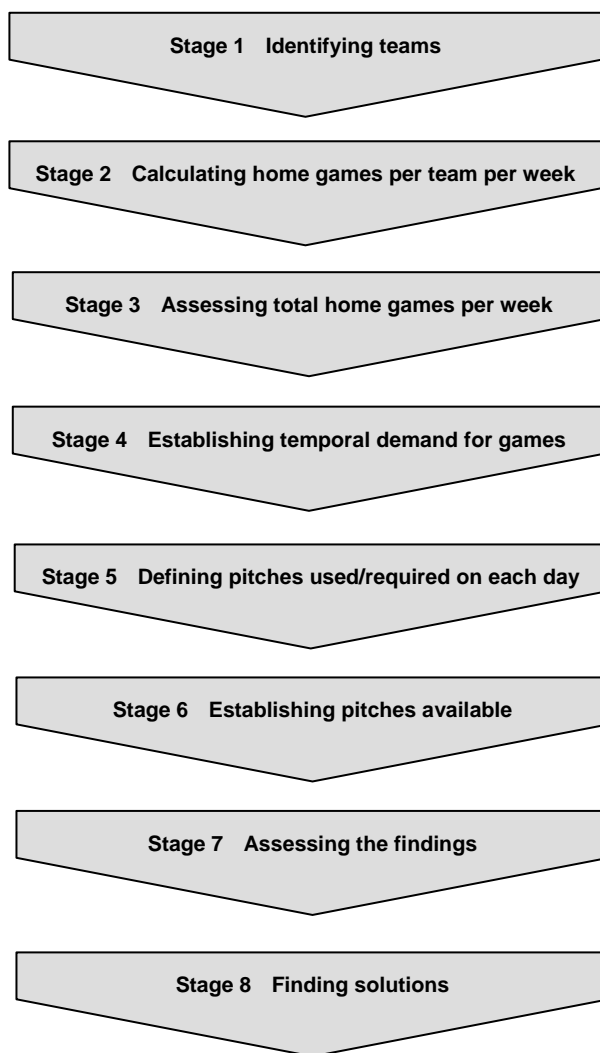 Stage 1 Identifying teams
Stage 2 Calculating home games per team per week
Stage 3 Assessing total home games per week
Stage 4 Establishing temporal demand for games
Stage 5 Defining pitches used/required on each day
Stage 6 Establishing pitches available
Stage 7 Assessing the findings
Stage 8 Finding solutions